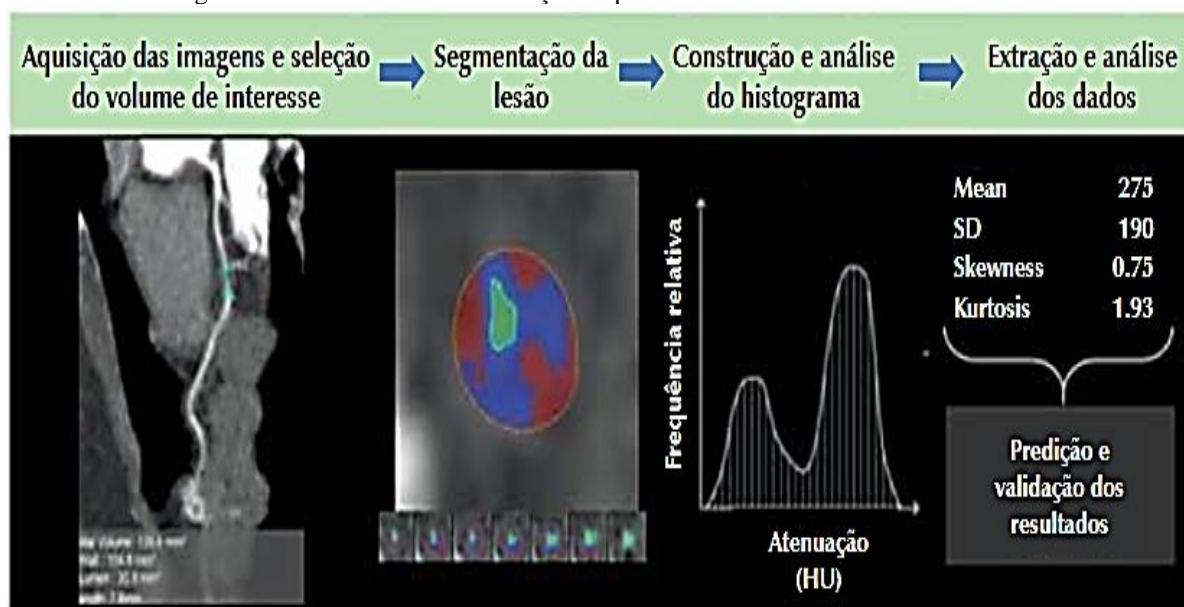 Aquisição das imagens e seleção
do volume de interesse
Segmentação da
lesão
Construção e análise
do histograma
Extração e análise
dos dados
Mean 275
SD 190
Skewness 0.75
Kurtosis 1.93
Predição e
validação dos
resultados
Frequência relativa
Atenuação
(HU)
Volume: